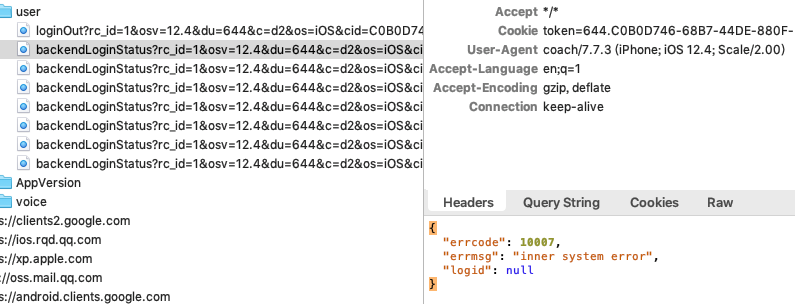 user
loginOut?rc_id=1&osv=12.4&du=644&c=d2&os=iOS&cid=C0B0D74
backendLoginStatus?rc_id=1&osv=12.4&du=644&c=d2&os=iOS&ci
backendLoginStatus?rc_id=1&osv=12.4&du=644&c=d2&os=iOS&ci
backendLoginStatus?rc_id=1&osv=12.4&du=644&c=d2&os=iOS&ci
backendLoginStatus?rc_id=1&osv=12.4&du=644&c=d2&os=iOS&ci
backendLoginStatus?rc_id=1&osv=12.4&du=644&c=d2&os=iOS&ci
backendLoginStatus?rc_id=1&osv=12.4&du=644&c=d2&os=iOS&ci
backendLoginStatus?rc_id=1&osv=12.4&du=644&c=d2&os=iOS&ci
AppVersion
voice
s://clients2.google.com
s://ios.rqd.qq.com
s://xp.apple.com
://oss.mail.qq.com
s://android.clients.google.com
Accept */*
Cookie token=644.C0B0D746-68B7-44DE-880F-
User-Agent coach/7.7.3 (iPhone; iOS 12.4; Scale/2.00)
Accept-Language en;q=1
Accept-Encoding gzip, deflate
Connection keep-alive
Headers Query String Cookies Raw
{
"errcode": 10007,
"errmsg": "inner system error",
"logid": null
}